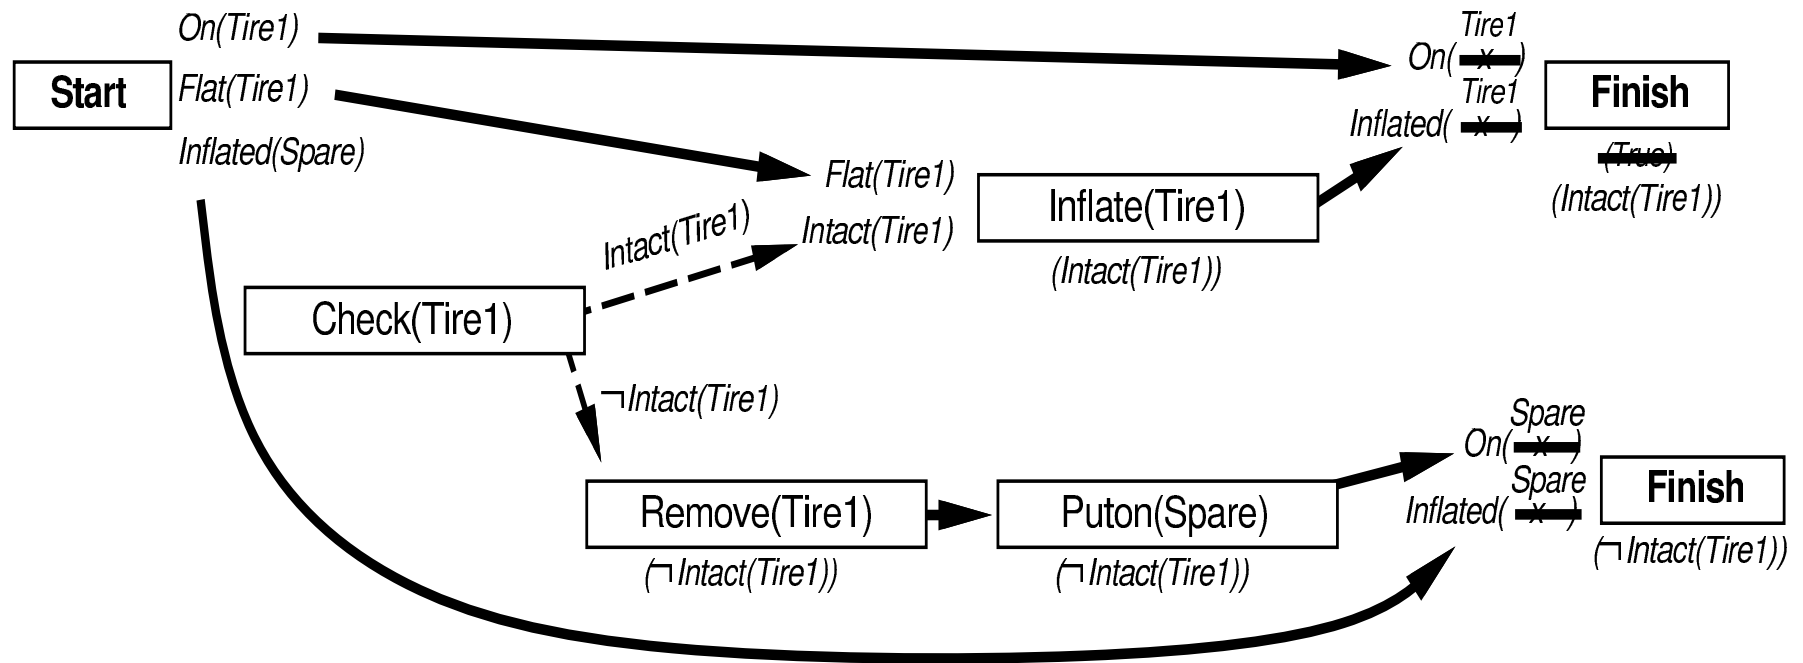 On(Tire1)
Start
Flat(Tire1)
Inflated(Spare)
Tire1
On( x )
Tire1
Inflated( x )
Finish
(True)
(Intact(Tire1))
Flat(Tire1)
Intact(Tire1)
Inflate(Tire1)
(Intact(Tire1))
Intact(Tire1)
Check(Tire1)
¬Intact(Tire1)
Remove(Tire1)
(¬Intact(Tire1))
Puton(Spare)
(¬Intact(Tire1))
Spare
On( x )
Spare
Inflated( x )
Finish
(¬Intact(Tire1))